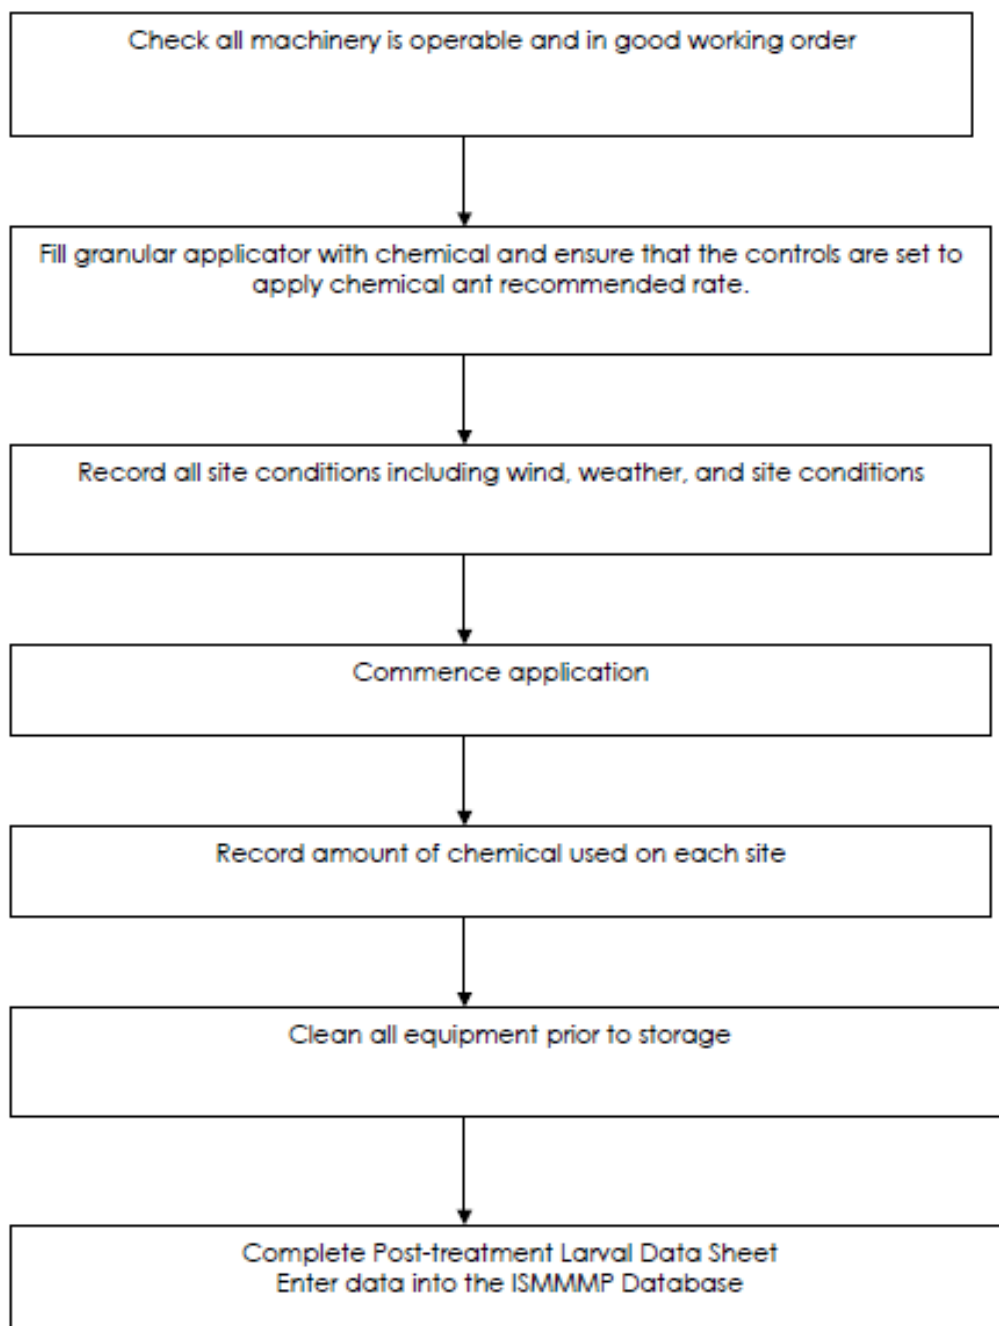 Check all machinery is operable and in good working order
Fill granular applicator with chemical and ensure that the controls are set to
apply chemical ant recommended rate.
Record all site conditions including wind, weather, and site conditions
Commence application
Record amount of chemical used on each site
Clean all equipment prior to storage
Complete Post-treatment Larval Data Sheet
Enter data into the ISMMMP Database